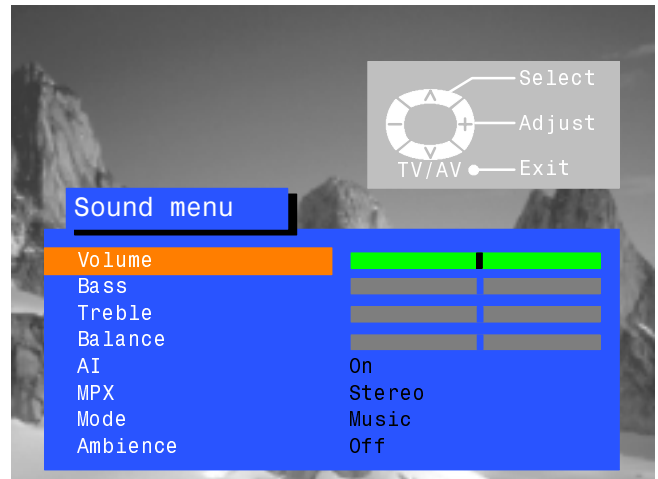 Select
Adjust
TV/AV Exit
Sound menu
Volume
Bass
Treble
Balance
AI On
MPX Stereo
Mode Music
Ambience Off